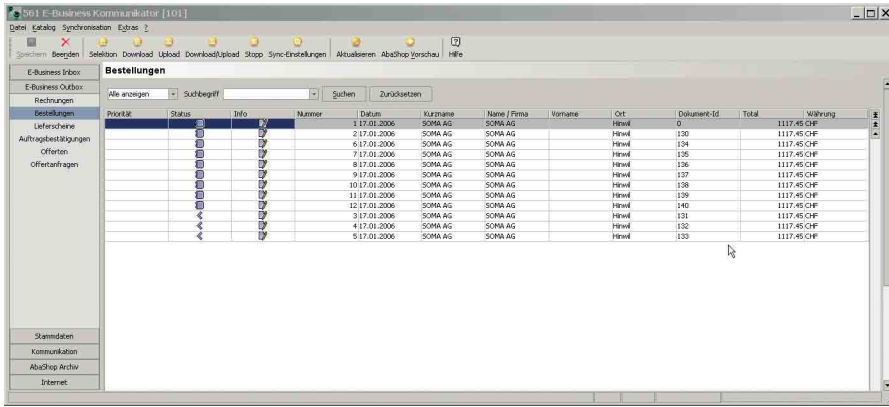 561 E-Business Kommunikator [101]
Datei Katalog Synchronisation Extras ?
Speichern Beenden Selektion Download Upload Download/Upload Stopp Sync-Einstellungen Aktualisieren AbaShop Vorschau Hilfe
E-Business Inbox
E-Business Outbox
Rechnungen
Bestellungen
Lieferscheine
Auftragsbestätigungen
Offerten
Offertanfragen
Stammdaten
Kommunikation
AbaShop Archiv
Internet
Bestellungen
Alle anzeigen Suchbegriff Suchen Zurücksetzen
Priorität Status Info Nummer Datum Kurzname Name / Firma Vorname Ort Dokument-Id Total Währung
1 17.01.2006 SOMA AG SOMA AG Hinwil 0 1117.45 CHF
2 17.01.2006 SOMA AG SOMA AG Hinwil 130 1117.45 CHF
6 17.01.2006 SOMA AG SOMA AG Hinwil 134 1117.45 CHF
7 17.01.2006 SOMA AG SOMA AG Hinwil 135 1117.45 CHF
8 17.01.2006 SOMA AG SOMA AG Hinwil 136 1117.45 CHF
9 17.01.2006 SOMA AG SOMA AG Hinwil 137 1117.45 CHF
10 17.01.2006 SOMA AG SOMA AG Hinwil 138 1117.45 CHF
11 17.01.2006 SOMA AG SOMA AG Hinwil 139 1117.45 CHF
12 17.01.2006 SOMA AG SOMA AG Hinwil 140 1117.45 CHF
3 17.01.2006 SOMA AG SOMA AG Hinwil 131 1117.45 CHF
4 17.01.2006 SOMA AG SOMA AG Hinwil 132 1117.45 CHF
5 17.01.2006 SOMA AG SOMA AG Hinwil 133 1117.45 CHF